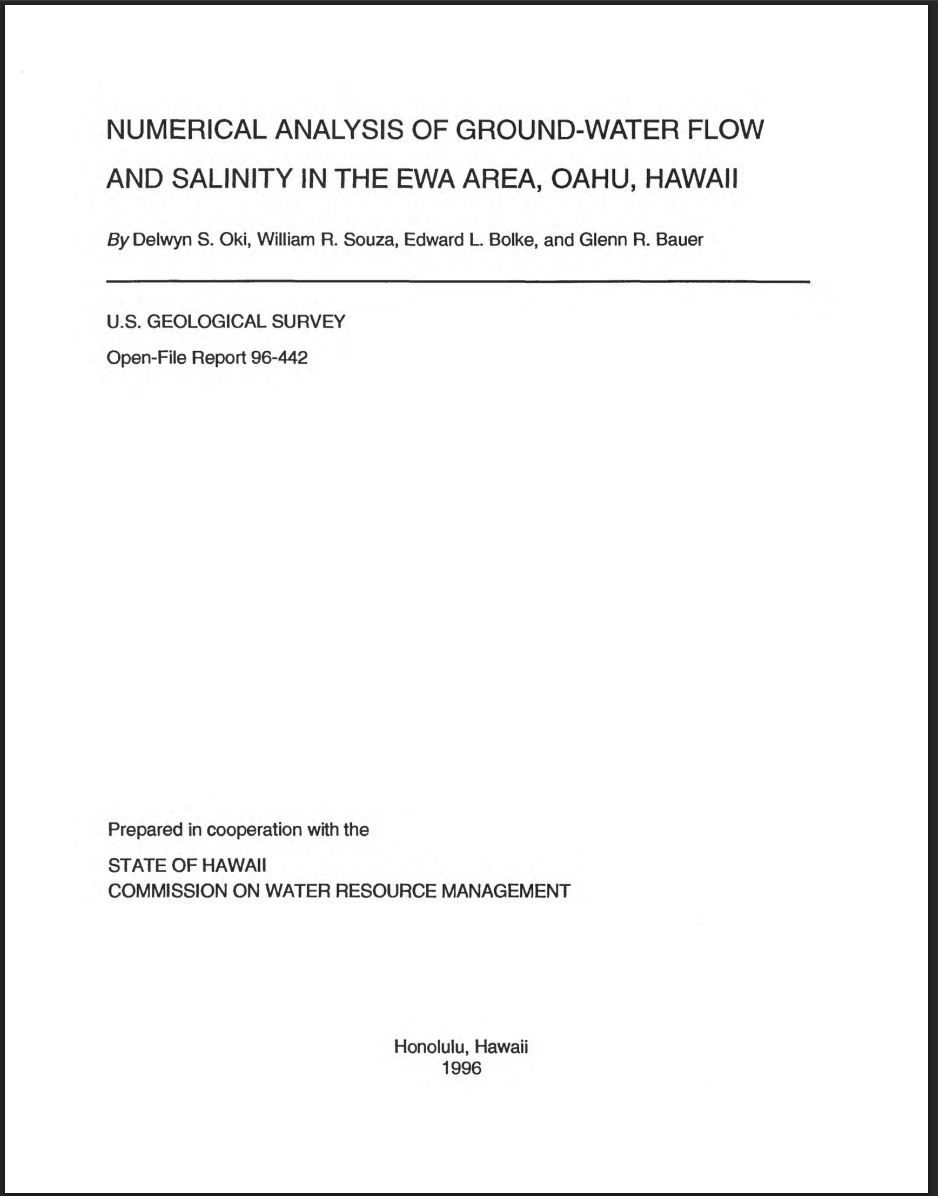 NUMERICAL ANALYSIS OF GROUND-WATER FLOW
AND SALINITY IN THE EWA AREA, OAHU, HAWAII
By Delwyn S. Oki, William R. Souza, Edward L. Bolke, and Glenn R. Bauer
U.S. GEOLOGICAL SURVEY
Open-File Report 96-442
Prepared in cooperation with the
STATE OF HAWAII
COMMISSION ON WATER RESOURCE MANAGEMENT
Honolulu, Hawaii
1996